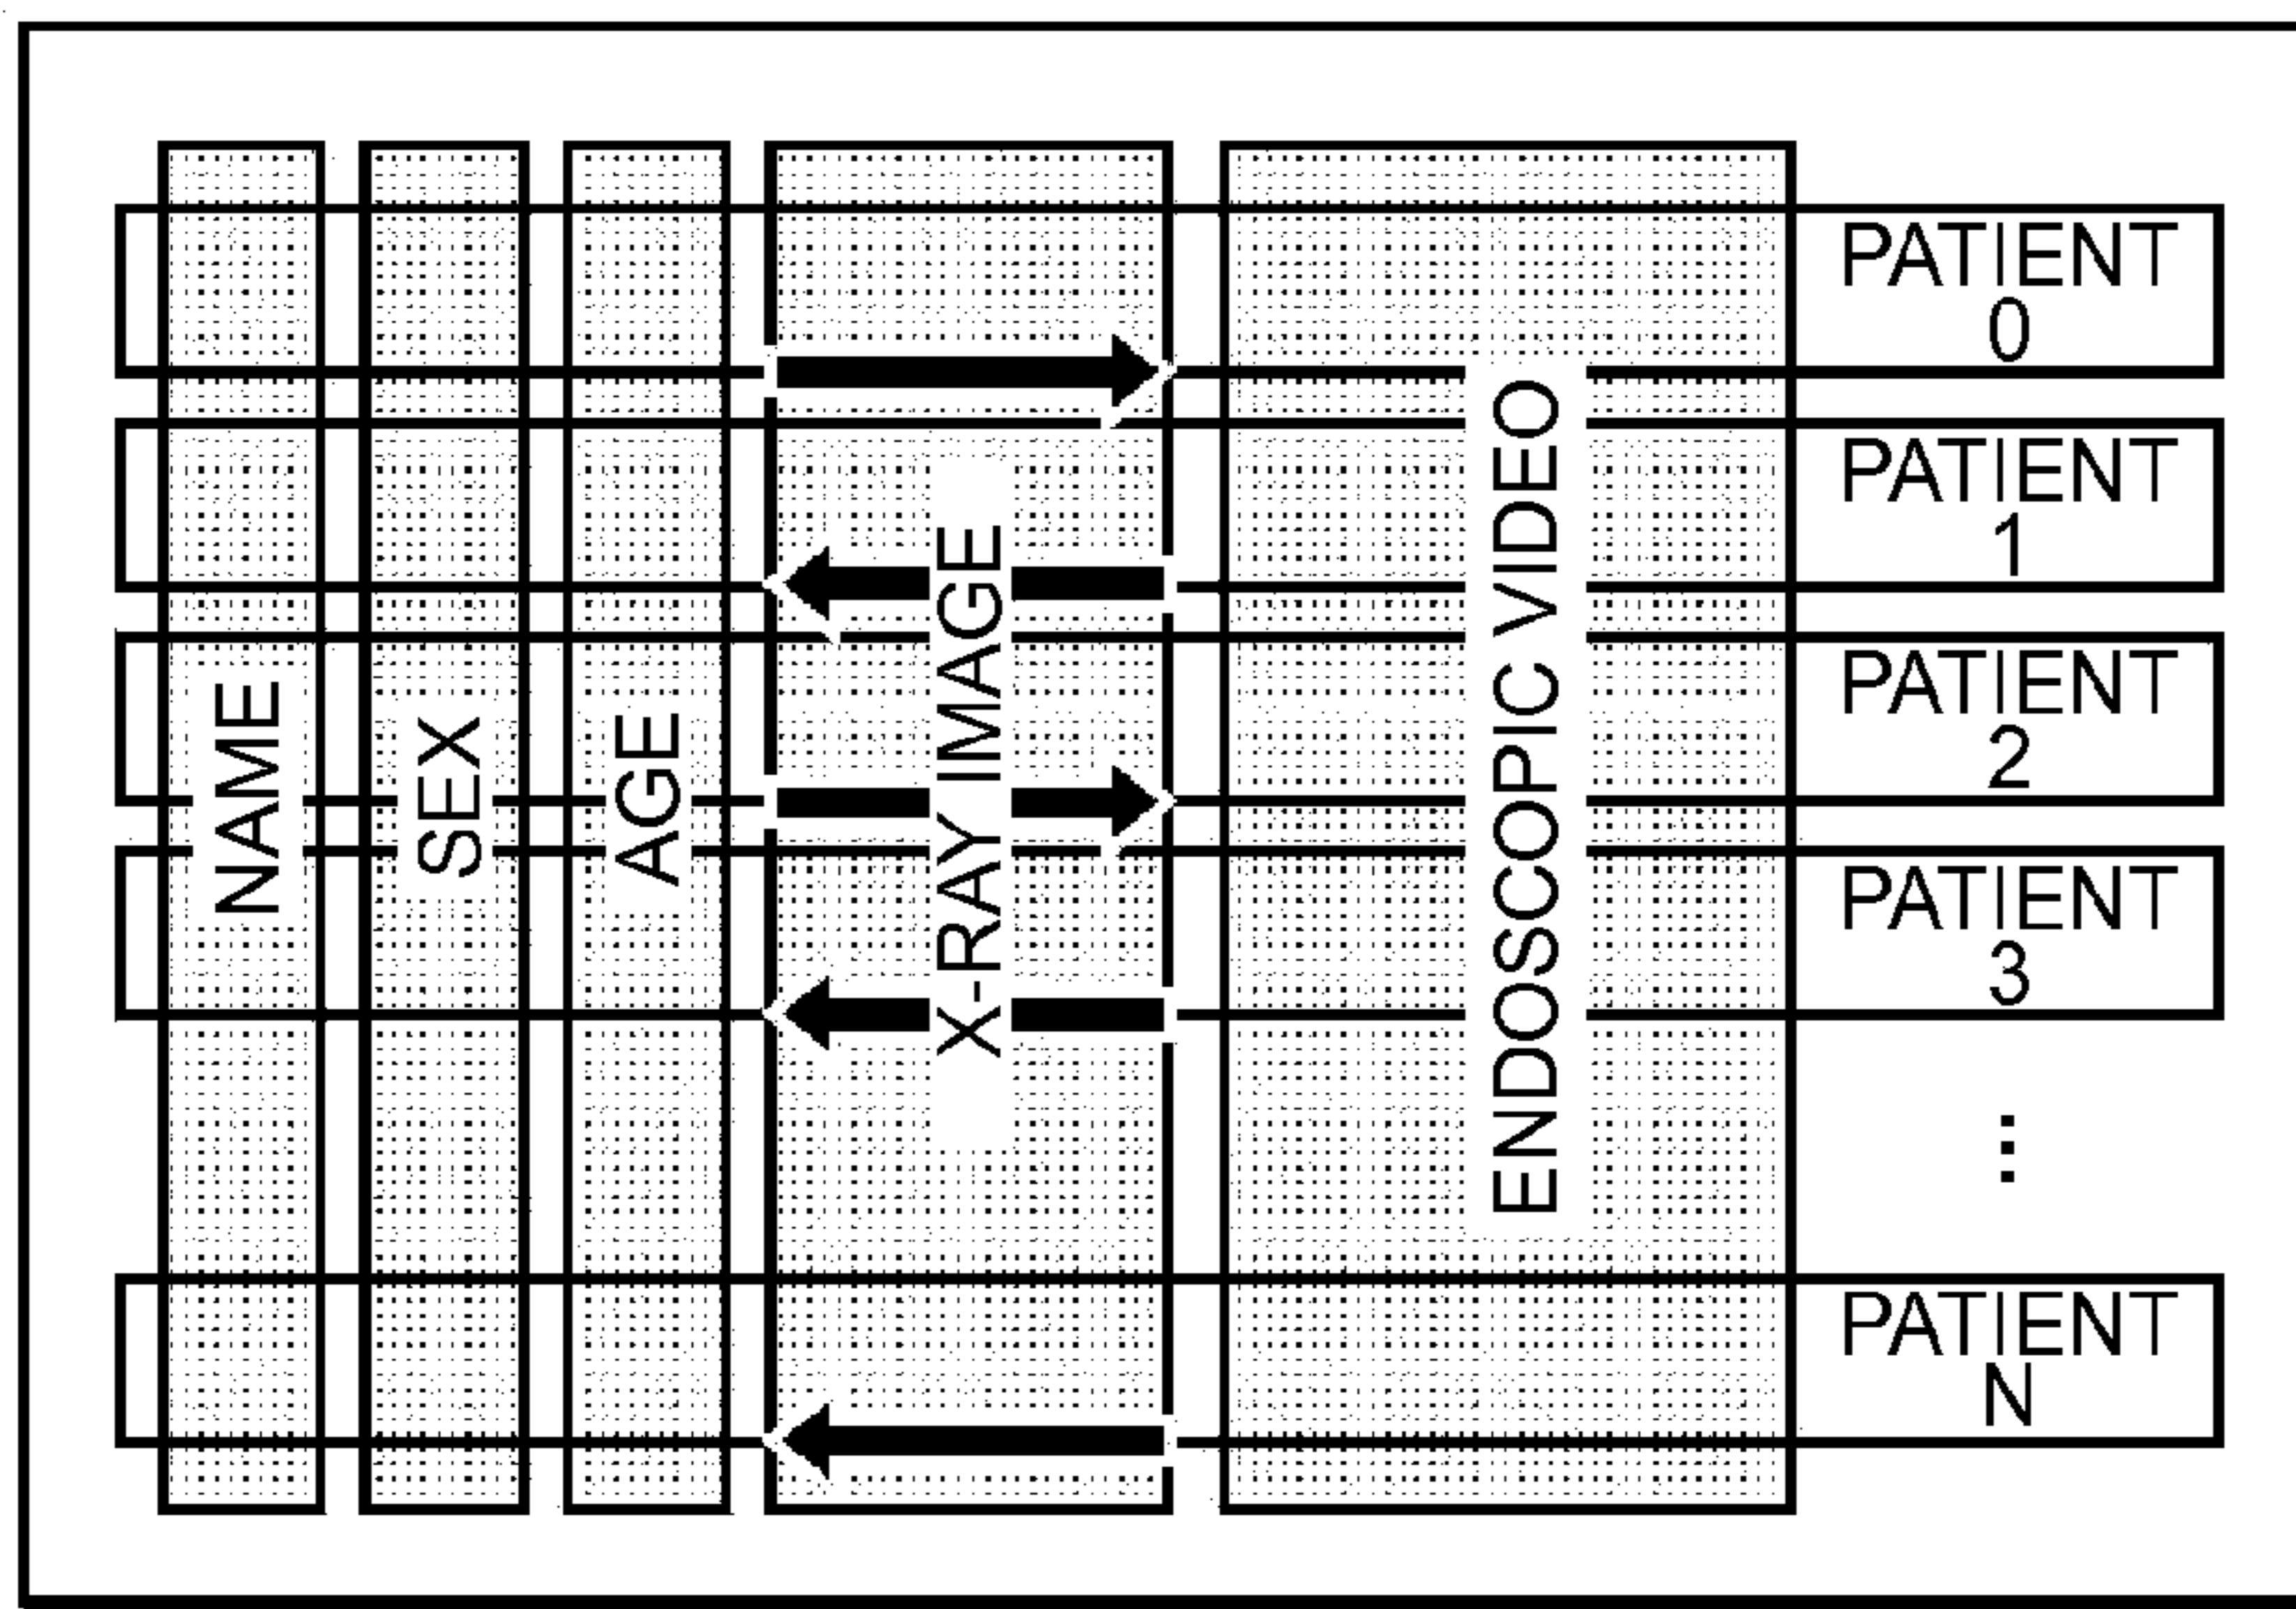 NAME
SEX
AGE
X-RAY IMAGE
ENDOSCOPIC VIDEO
PATIENT
0
PATIENT
1
PATIENT
2
PATIENT
3
⋮
PATIENT
N